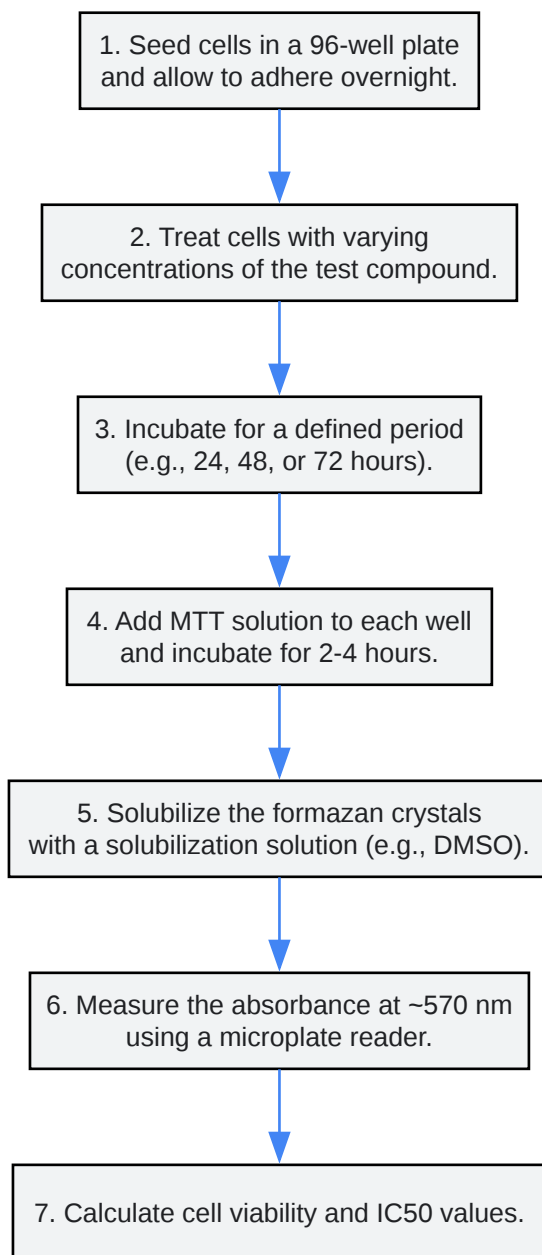 1. Seed cells in a 96-well plate
and allow to adhere overnight.
2. Treat cells with varying
concentrations of the test compound.
3. Incubate for a defined period
(e.g., 24, 48, or 72 hours).
4. Add MTT solution to each well
and incubate for 2-4 hours.
5. Solubilize the formazan crystals
with a solubilization solution (e.g., DMSO).
6. Measure the absorbance at ~570 nm
using a microplate reader.
7. Calculate cell viability and IC50 values.